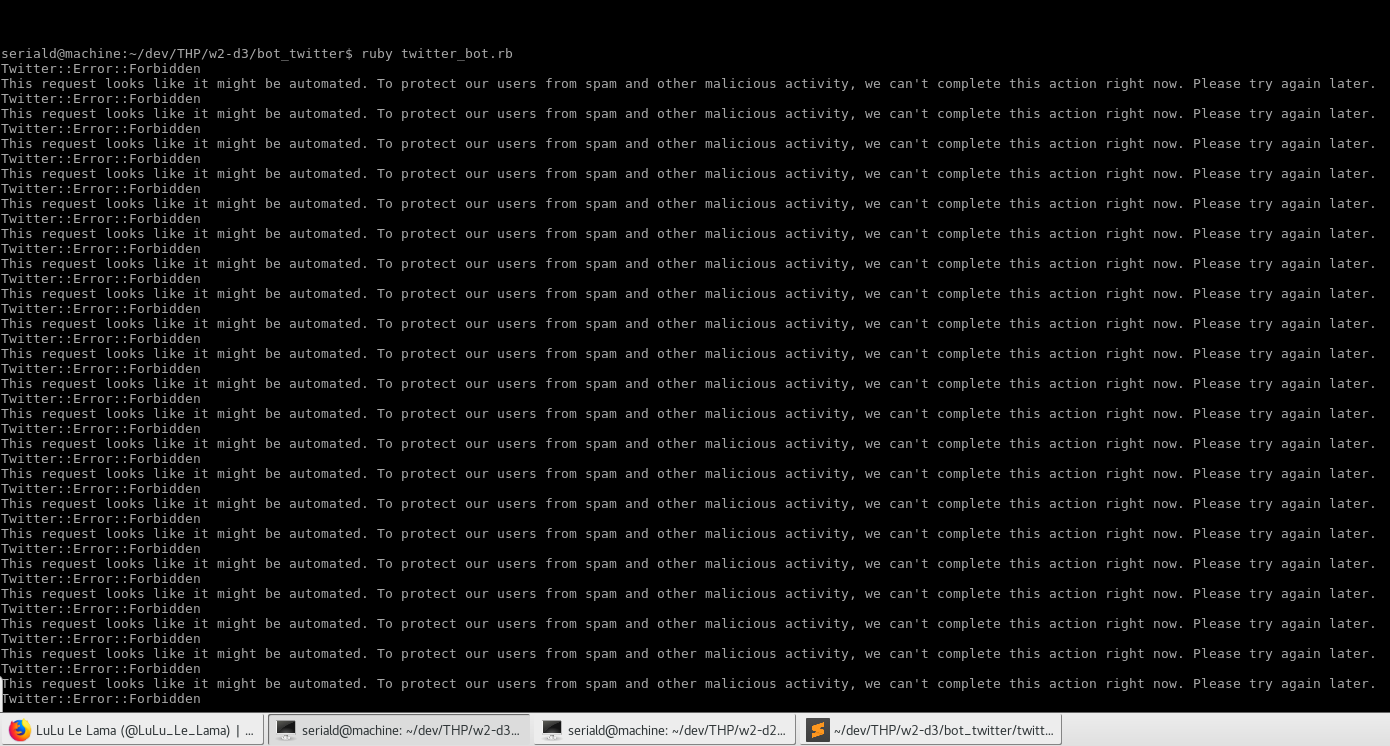 seriald@machine:~/dev/THP/w2-d3/bot_twitter$ ruby twitter_bot.rb
Twitter::Error::Forbidden
This request looks like it might be automated. To protect our users from spam and other malicious activity, we can't complete this action right now. Please try again later.
Twitter::Error::Forbidden
This request looks like it might be automated. To protect our users from spam and other malicious activity, we can't complete this action right now. Please try again later.
Twitter::Error::Forbidden
This request looks like it might be automated. To protect our users from spam and other malicious activity, we can't complete this action right now. Please try again later.
Twitter::Error::Forbidden
This request looks like it might be automated. To protect our users from spam and other malicious activity, we can't complete this action right now. Please try again later.
Twitter::Error::Forbidden
This request looks like it might be automated. To protect our users from spam and other malicious activity, we can't complete this action right now. Please try again later.
Twitter::Error::Forbidden
This request looks like it might be automated. To protect our users from spam and other malicious activity, we can't complete this action right now. Please try again later.
Twitter::Error::Forbidden
This request looks like it might be automated. To protect our users from spam and other malicious activity, we can't complete this action right now. Please try again later.
Twitter::Error::Forbidden
This request looks like it might be automated. To protect our users from spam and other malicious activity, we can't complete this action right now. Please try again later.
Twitter::Error::Forbidden
This request looks like it might be automated. To protect our users from spam and other malicious activity, we can't complete this action right now. Please try again later.
Twitter::Error::Forbidden
This request looks like it might be automated. To protect our users from spam and other malicious activity, we can't complete this action right now. Please try again later.
Twitter::Error::Forbidden
This request looks like it might be automated. To protect our users from spam and other malicious activity, we can't complete this action right now. Please try again later.
Twitter::Error::Forbidden
This request looks like it might be automated. To protect our users from spam and other malicious activity, we can't complete this action right now. Please try again later.
Twitter::Error::Forbidden
This request looks like it might be automated. To protect our users from spam and other malicious activity, we can't complete this action right now. Please try again later.
Twitter::Error::Forbidden
This request looks like it might be automated. To protect our users from spam and other malicious activity, we can't complete this action right now. Please try again later.
Twitter::Error::Forbidden
This request looks like it might be automated. To protect our users from spam and other malicious activity, we can't complete this action right now. Please try again later.
Twitter::Error::Forbidden
This request looks like it might be automated. To protect our users from spam and other malicious activity, we can't complete this action right now. Please try again later.
Twitter::Error::Forbidden
This request looks like it might be automated. To protect our users from spam and other malicious activity, we can't complete this action right now. Please try again later.
Twitter::Error::Forbidden
This request looks like it might be automated. To protect our users from spam and other malicious activity, we can't complete this action right now. Please try again later.
Twitter::Error::Forbidden
This request looks like it might be automated. To protect our users from spam and other malicious activity, we can't complete this action right now. Please try again later.
Twitter::Error::Forbidden
This request looks like it might be automated. To protect our users from spam and other malicious activity, we can't complete this action right now. Please try again later.
Twitter::Error::Forbidden
This request looks like it might be automated. To protect our users from spam and other malicious activity, we can't complete this action right now. Please try again later.
Twitter::Error::Forbidden
LuLu Le Lama (@LuLu_Le_Lama) | ...
seriald@machine: ~/dev/THP/w2-d3...
seriald@machine: ~/dev/THP/w2-d2...
~/dev/THP/w2-d3/bot_twitter/twitt...